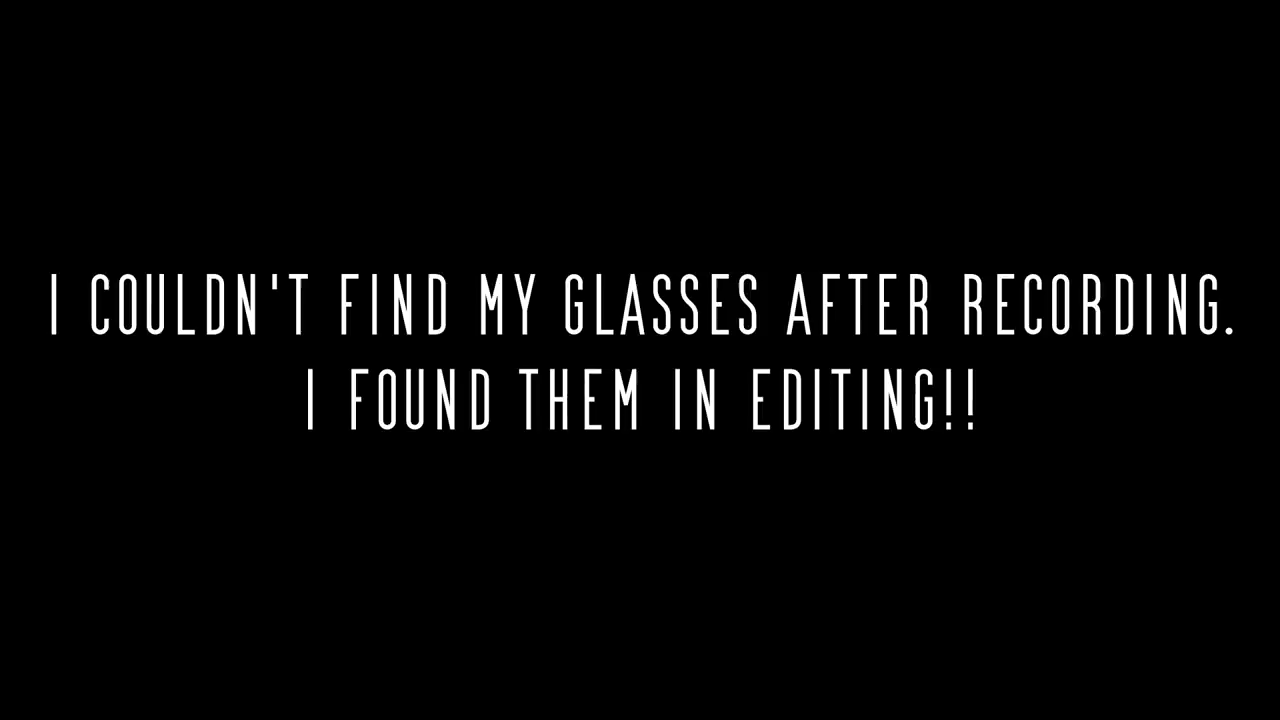 I COULDN'T FIND MY GLASSES AFTER RECORDING.
I FOUND THEM IN EDITING!!